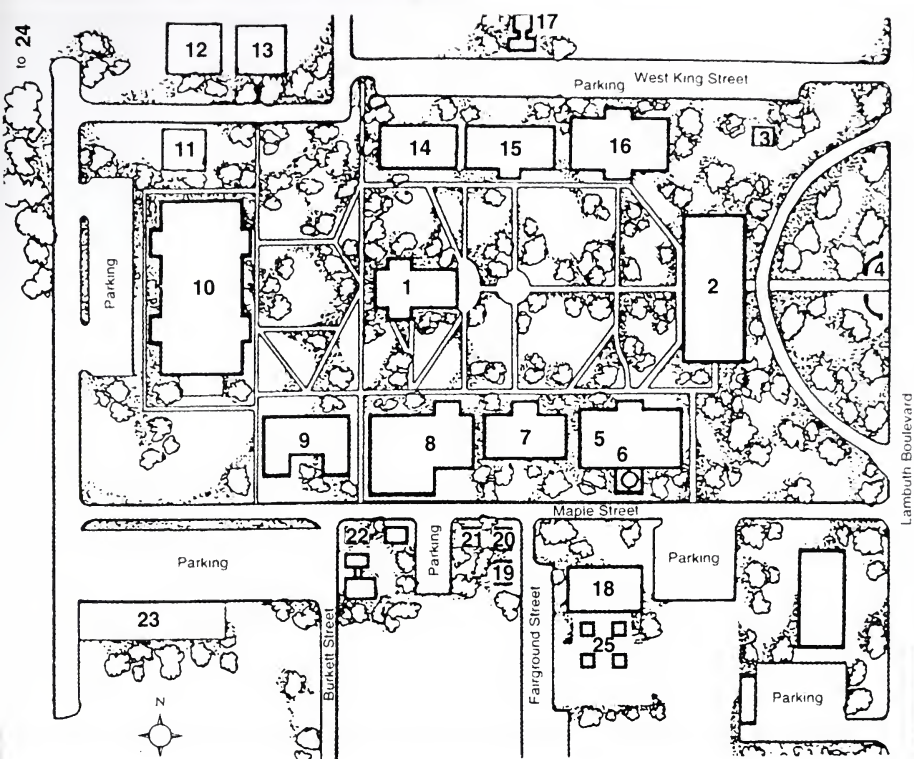 17
to 24
12
13
West King Street
Parking
3
11
14
15
16
4
Parking
10
1
2
Lambuth Boulevard
9
8
7
5
6
Maple Street
22
Parking
21
20
Parking
Parking
19
18
23
Burkett Street
Fairground Street
25
Parking
N